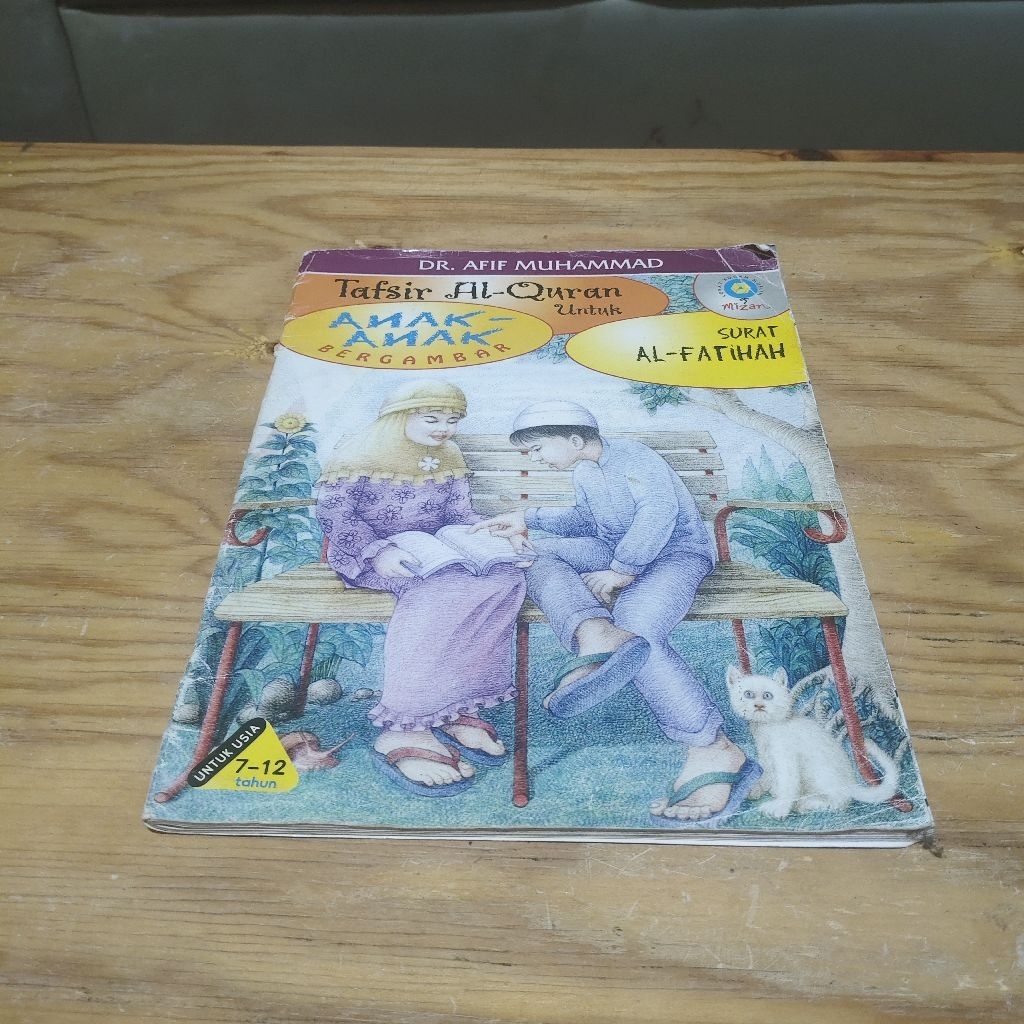 DR. AFIF MUHAMMAD
Tafsir Al-Quran
Untuk
ANAK-
ANAK
BERGAMBAR
mizan
SURAT
AL-FATIHAH
UNTUK USIA
7-12
tahun